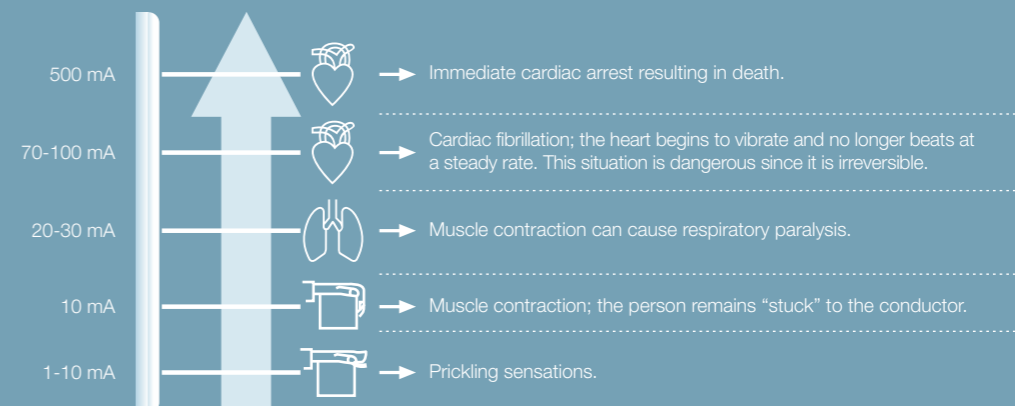 500 mA
Immediate cardiac arrest resulting in death.
70-100 mA
Cardiac fibrillation; the heart begins to vibrate and no longer beats at
a steady rate. This situation is dangerous since it is irreversible.
20-30 mA
Muscle contraction can cause respiratory paralysis.
10 mA
Muscle contraction; the person remains “stuck” to the conductor.
1-10 mA
Prickling sensations.